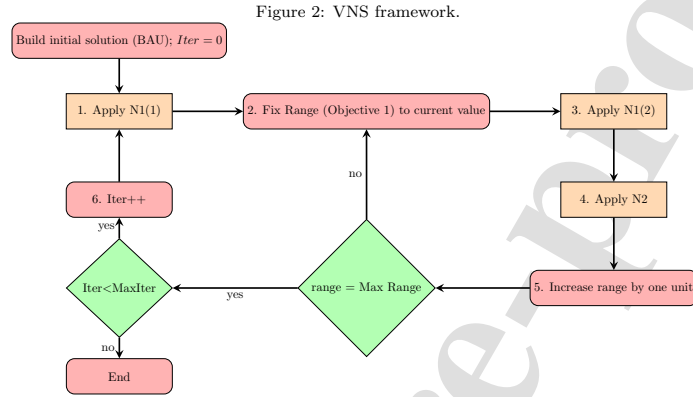 Figure 2: VNS framework.
Build initial solution (BAU); Iter = 0
1. Apply N1(1)
2. Fix Range (Objective 1) to current value
3. Apply N1(2)
no
6. Iter++
4. Apply N2
yes
Iter<MaxIter
yes
range = Max Range
5. Increase range by one unit
no
End